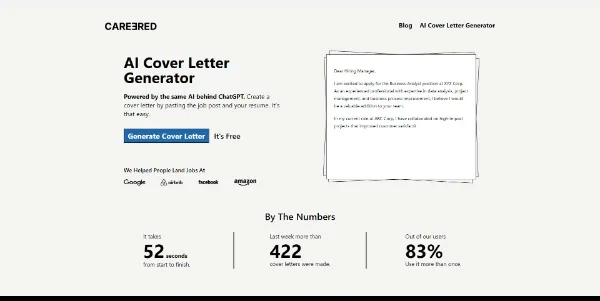 CAREERED
Blog AI Cover Letter Generator
AI Cover Letter
Generator
Powered by the same AI behind ChatGPT. Create a
cover letter by pasting the job post and your resume. It's
that easy.
Generate Cover Letter It's Free
We Helped People Land Jobs At
Google airbnb facebook amazon
Dear Hiring Manager,
I am excited to apply for the Business Analyst position at XYZ Corp.
As an experienced professional with expertise in data analysis, project
management, and business process improvement, I believe I would
be a valuable addition to your team.
In my current role at ABC Corp, I have collaborated on high-level
projects that improved customer satisfacti
By The Numbers
It takes
52 seconds
from start to finish.
Last week more than
422
cover letters were made.
Out of our users
83%
Use it more than once.